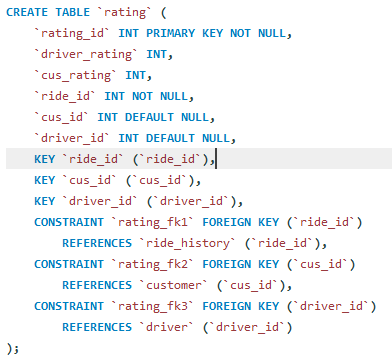 CREATE TABLE `rating` (
    `rating_id` INT PRIMARY KEY NOT NULL,
    `driver_rating` INT,
    `cus_rating` INT,
    `ride_id` INT NOT NULL,
    `cus_id` INT DEFAULT NULL,
    `driver_id` INT DEFAULT NULL,
    KEY `ride_id` (`ride_id`),
    KEY `cus_id` (`cus_id`),
    KEY `driver_id` (`driver_id`),
    CONSTRAINT `rating_fk1` FOREIGN KEY (`ride_id`)
        REFERENCES `ride_history` (`ride_id`),
    CONSTRAINT `rating_fk2` FOREIGN KEY (`cus_id`)
        REFERENCES `customer` (`cus_id`),
    CONSTRAINT `rating_fk3` FOREIGN KEY (`driver_id`)
        REFERENCES `driver` (`driver_id`)
);